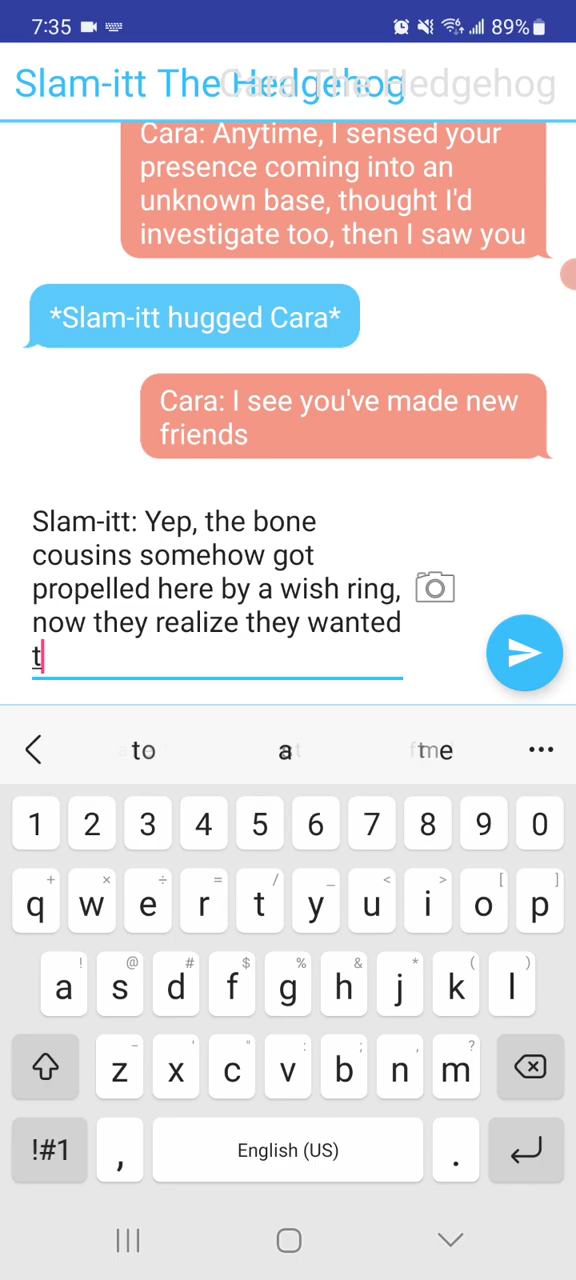 7:35 89%
Slam-itt The Hedgehog
Cara The Hedgehog
Cara: Anytime, I sensed your
presence coming into an
unknown base, thought I'd
investigate too, then I saw you
*Slam-itt hugged Cara*
Cara: I see you've made new
friends
Slam-itt: Yep, the bone
cousins somehow got
propelled here by a wish ring,
now they realize they wanted
t
to a me
1 2 3 4 5 6 7 8 9 0
+ × ÷ = / _ < > [ ]
q w e r t y u i o p
! @ # $ % & * ( )
a s d f g h j k l
- ' " : ; , ?
z x c v b n m
!#1 , English (US) .